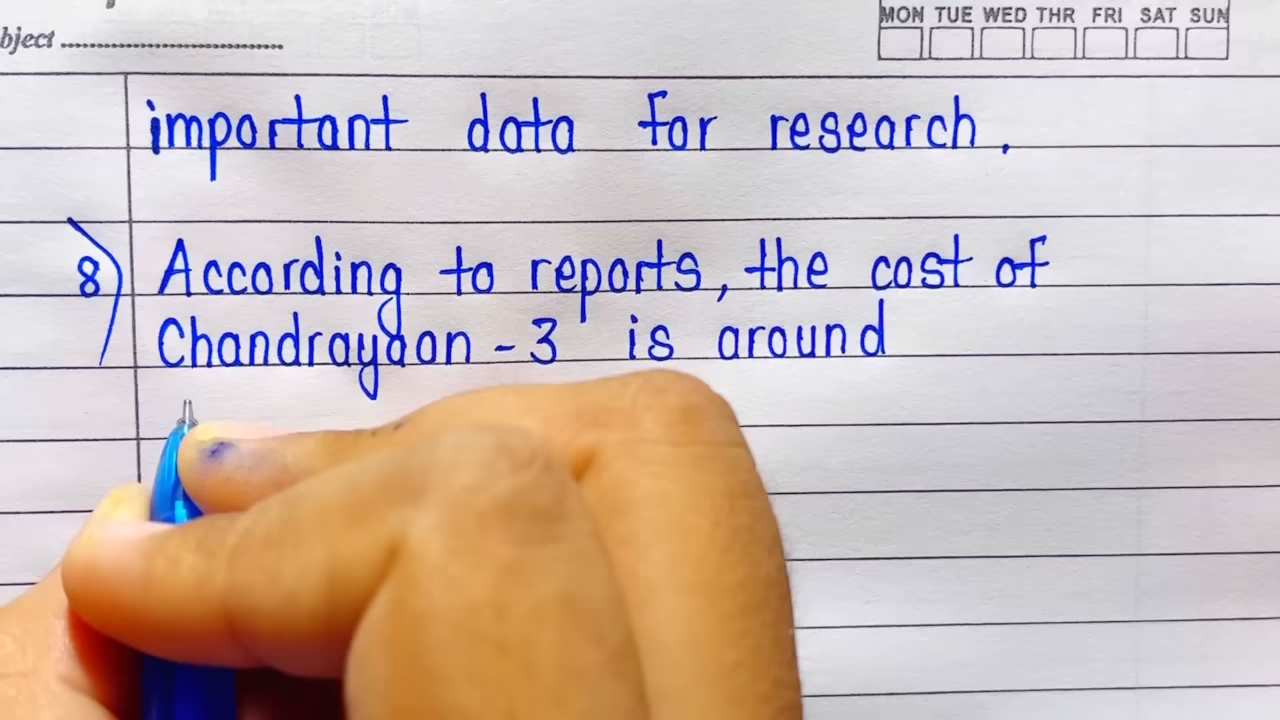 bject ........................................
MON TUE WED THR FRI SAT SUN
important data for research.
8) According to reports, the cost of
Chandrayaan - 3 is around